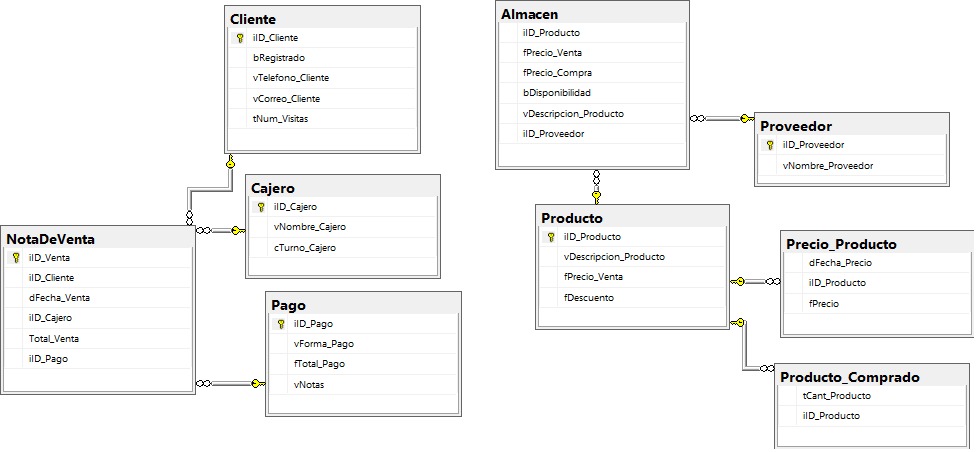 Cliente
iID_Cliente
bRegistrado
vTelefono_Cliente
vCorreo_Cliente
tNum_Visitas
Cajero
iID_Cajero
vNombre_Cajero
cTurno_Cajero
NotaDeVenta
iID_Venta
iID_Cliente
dFecha_Venta
iID_Cajero
Total_Venta
iID_Pago
Pago
iID_Pago
vForma_Pago
fTotal_Pago
vNotas
Almacen
iID_Producto
fPrecio_Venta
fPrecio_Compra
bDisponibilidad
vDescripcion_Producto
iID_Proveedor
Proveedor
iID_Proveedor
vNombre_Proveedor
Producto
iID_Producto
vDescripcion_Producto
fPrecio_Venta
fDescuento
Precio_Producto
dFecha_Precio
iID_Producto
fPrecio
Producto_Comprado
tCant_Producto
iID_Producto